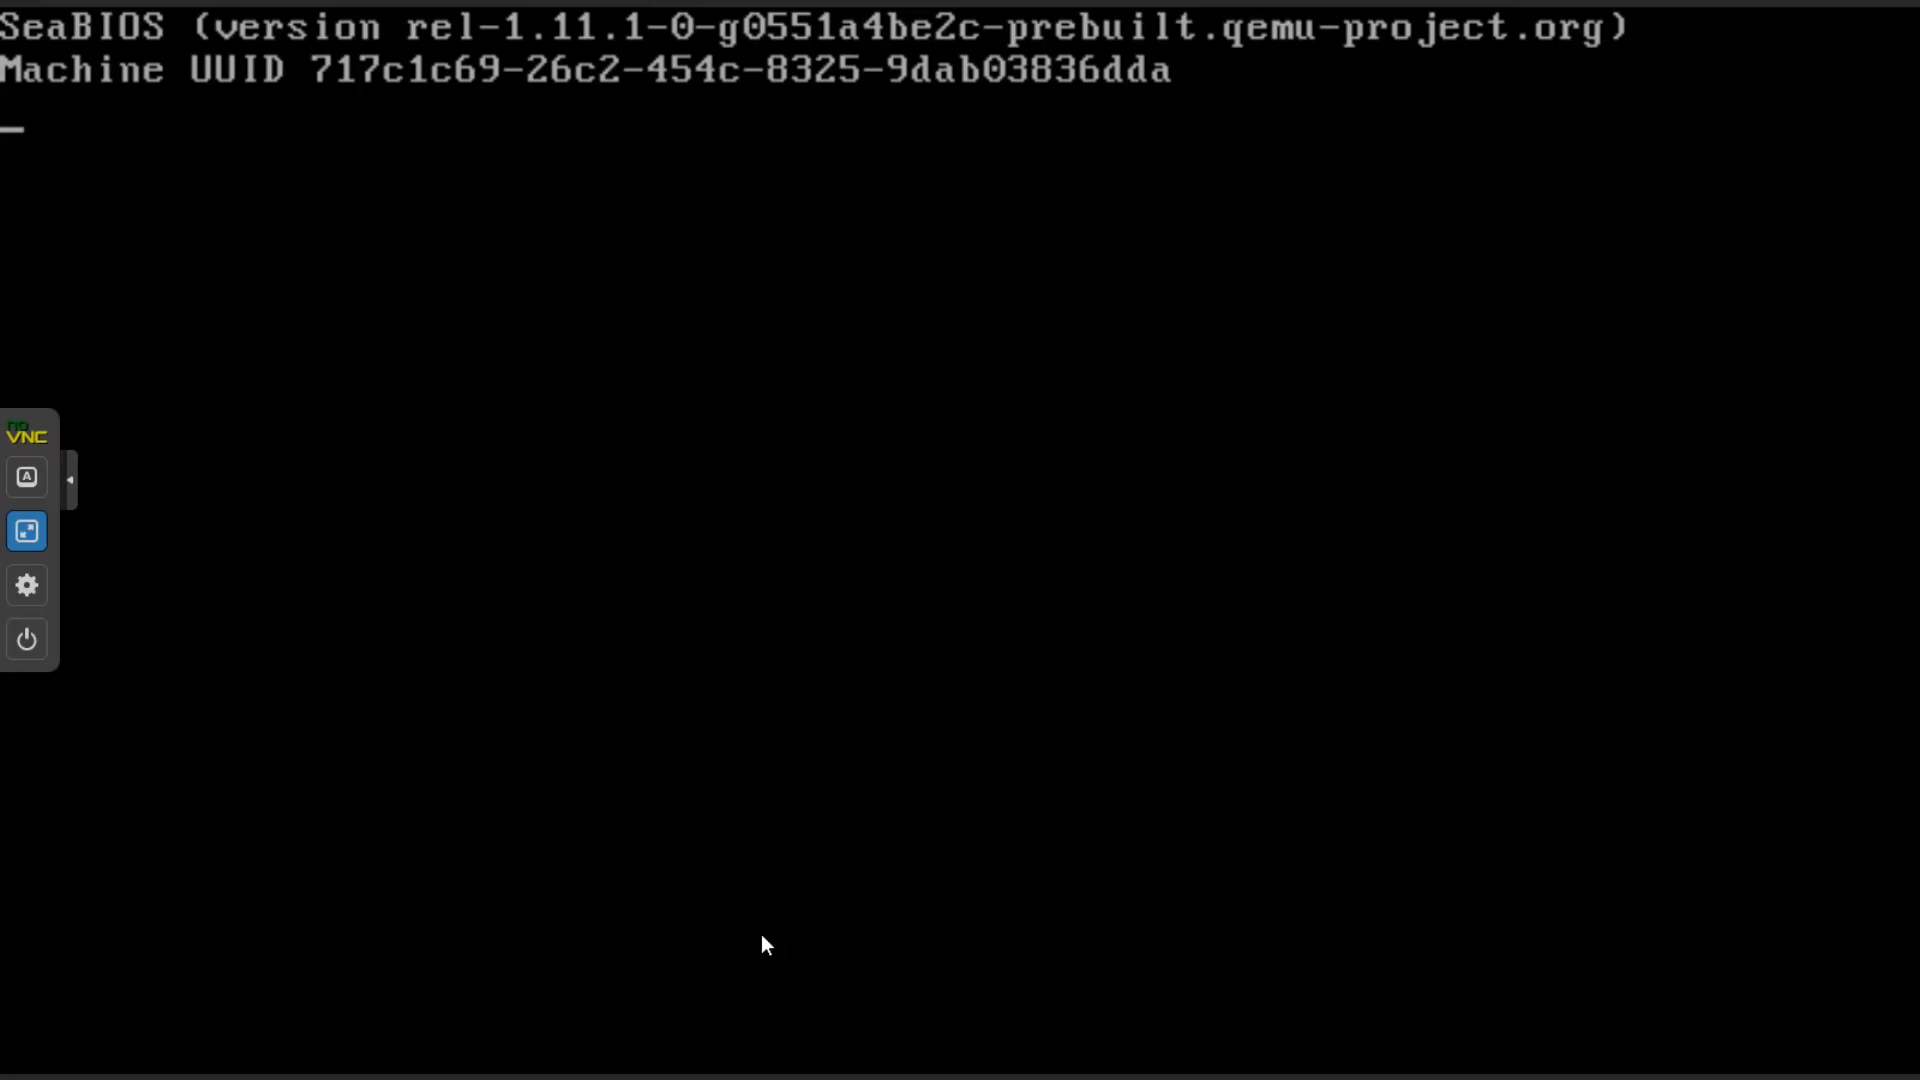 SeaBIOS (version rel-1.11.1-0-g0551a4be2c-prebuilt.qemu-project.org)
Machine UUID 717c1c69-26c2-454c-8325-9dab03836dda
no
VNC
A